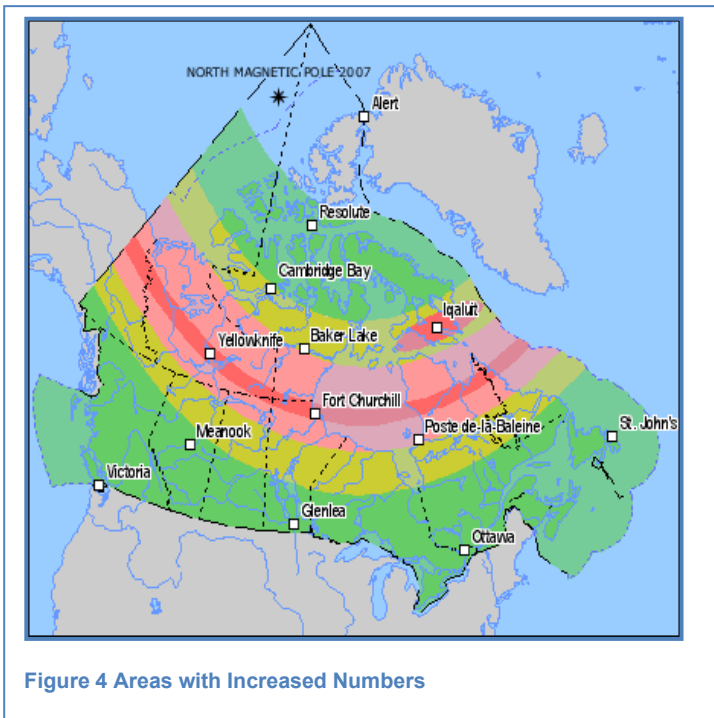 NORTH MAGNETIC POLE 2007
Alert
Resolute
Cambridge Bay
Iqaluit
Baker Lake
Yellowknife
Fort Churchill
Poste de-la-Baleine
St. John's
Meanook
Victoria
Glenlea
Ottawa
Figure 4 Areas with Increased Numbers